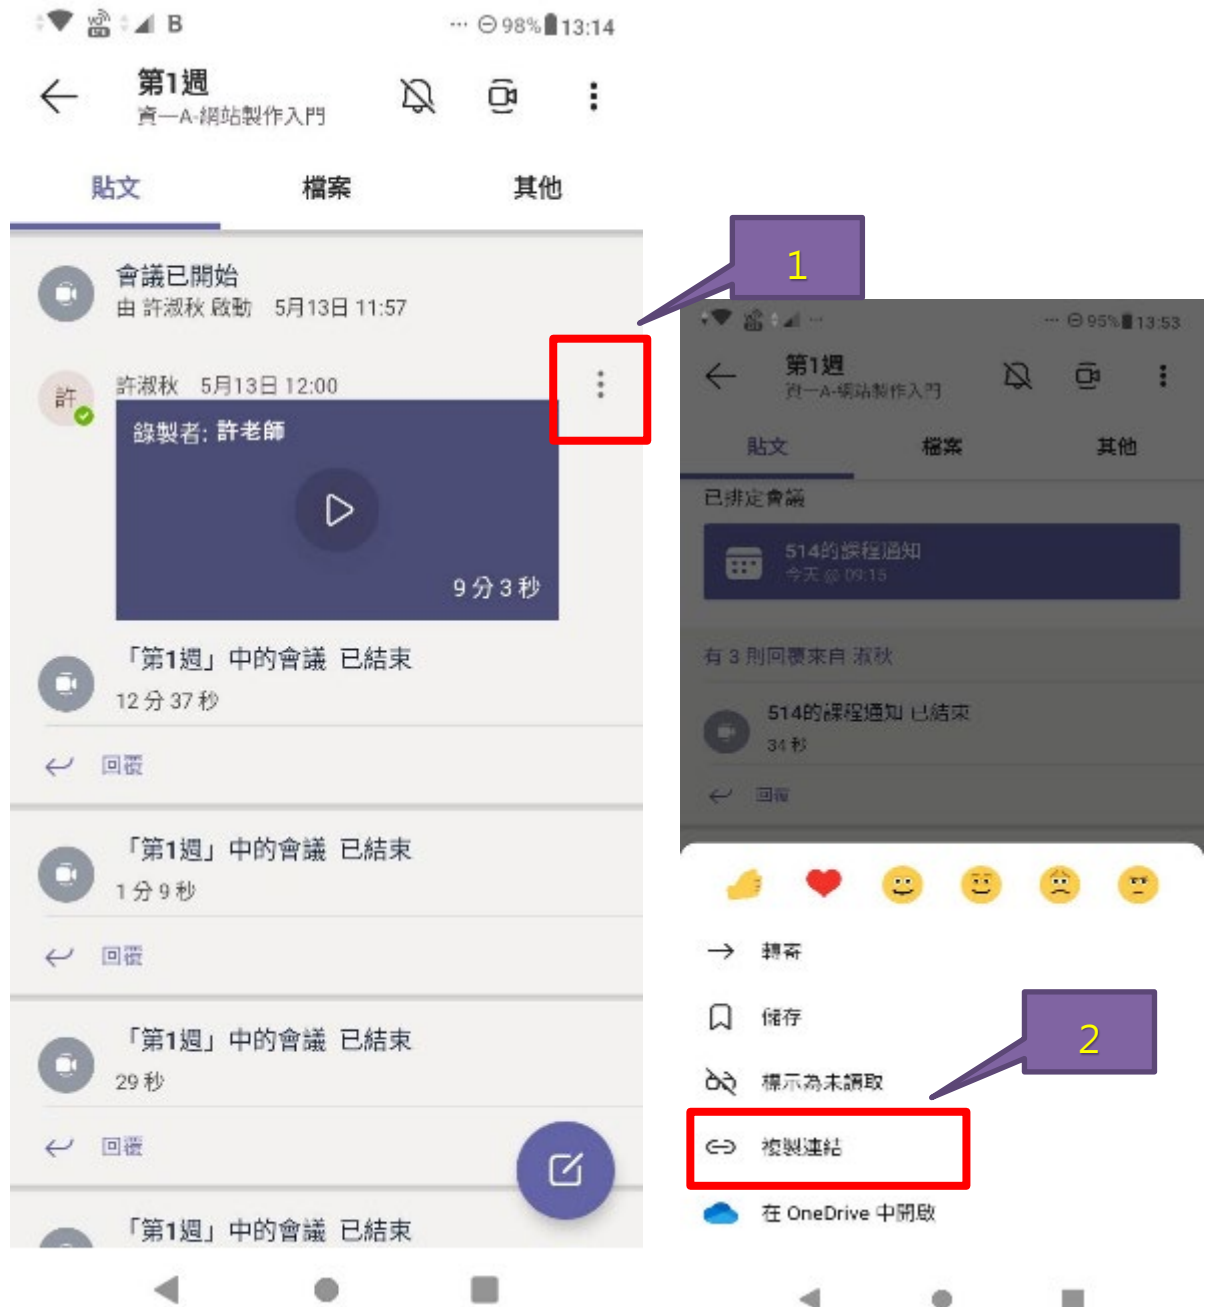 B
... 98% 13:14
第1週
資一A-網站製作入門
貼文 檔案 其他
會議已開始
由 許淑秋 啟動 5月13日 11:57
許
許淑秋 5月13日 12:00
錄製者: 許老師
9 分 3 秒
「第1週」中的會議 已結束
12 分 37 秒
回覆
「第1週」中的會議 已結束
1 分 9 秒
回覆
「第1週」中的會議 已結束
29 秒
回覆
「第1週」中的會議 已結束
1
... 95% 13:53
第1週
資一A-網站製作入門
貼文 檔案 其他
已排定會議
514的課程通知
今天 @ 09:15
有 3 則回覆來自 淑秋
514的課程通知 已結束
34 秒
回覆
轉寄
儲存
2
標示為未讀取
複製連結
在 OneDrive 中開啟